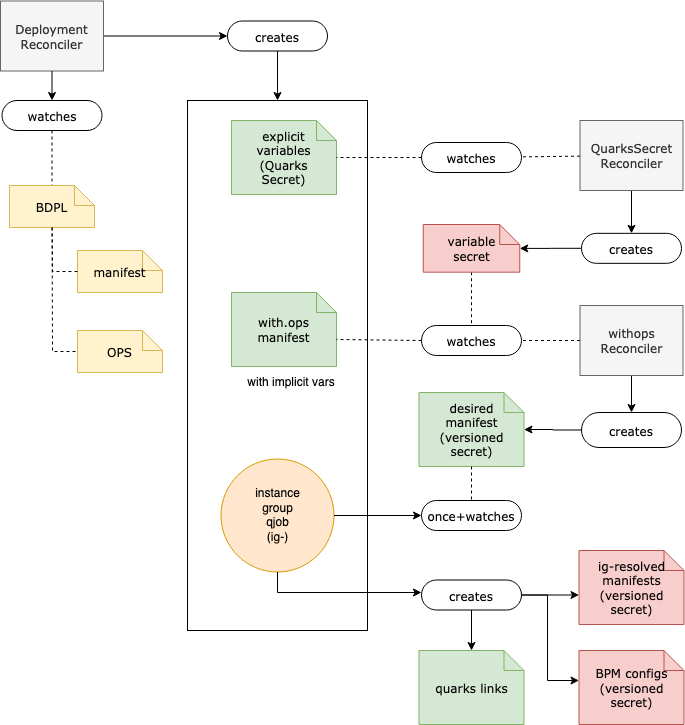 Deployment
Reconciler
creates
watches
explicit
variables
(Quarks
Secret)
watches
QuarksSecret
Reconciler
BDPL
variable
secret
creates
manifest
with.ops
manifest
watches
withops
Reconciler
OPS
with implicit vars
desired
manifest
(versioned
secret)
creates
instance
group
qjob
(ig-)
once+watches
creates
ig-resolved
manifests
(versioned
secret)
quarks links
BPM configs
(versioned
secret)